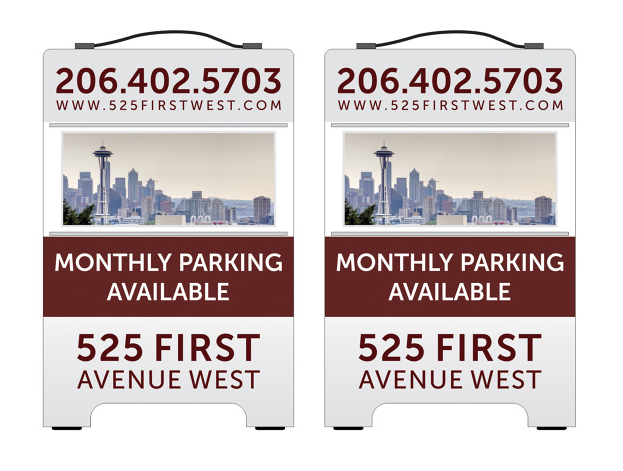 206.402.5703
WWW.525FIRSTWEST.COM
MONTHLY PARKING
AVAILABLE
525 FIRST
AVENUE WEST
206.402.5703
WWW.525FIRSTWEST.COM
MONTHLY PARKING
AVAILABLE
525 FIRST
AVENUE WEST